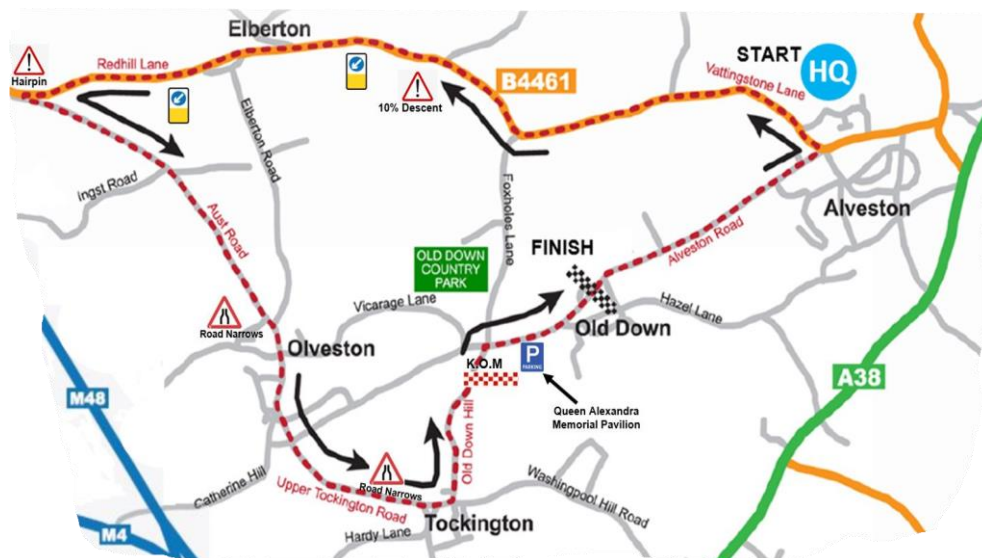 Elberton
START
HQ
Hairpin
Redhill Lane
Vattingstone Lane
B4461
10% Descent
Elberton Road
Ingst Road
Foxholes Lane
Alveston
Aust Road
Alveston Road
FINISH
OLD DOWN
COUNTRY
PARK
Vicarage Lane
Hazel Lane
Road Narrows
Olveston
Old Down
K.O.M
P
PARKING
A38
M48
Queen Alexandra
Memorial Pavilion
Old Down Hill
Catherine Hill
Road Narrows
Upper Tockington Road
Washingpool Hill Road
M4
Tockington
Hardy Lane